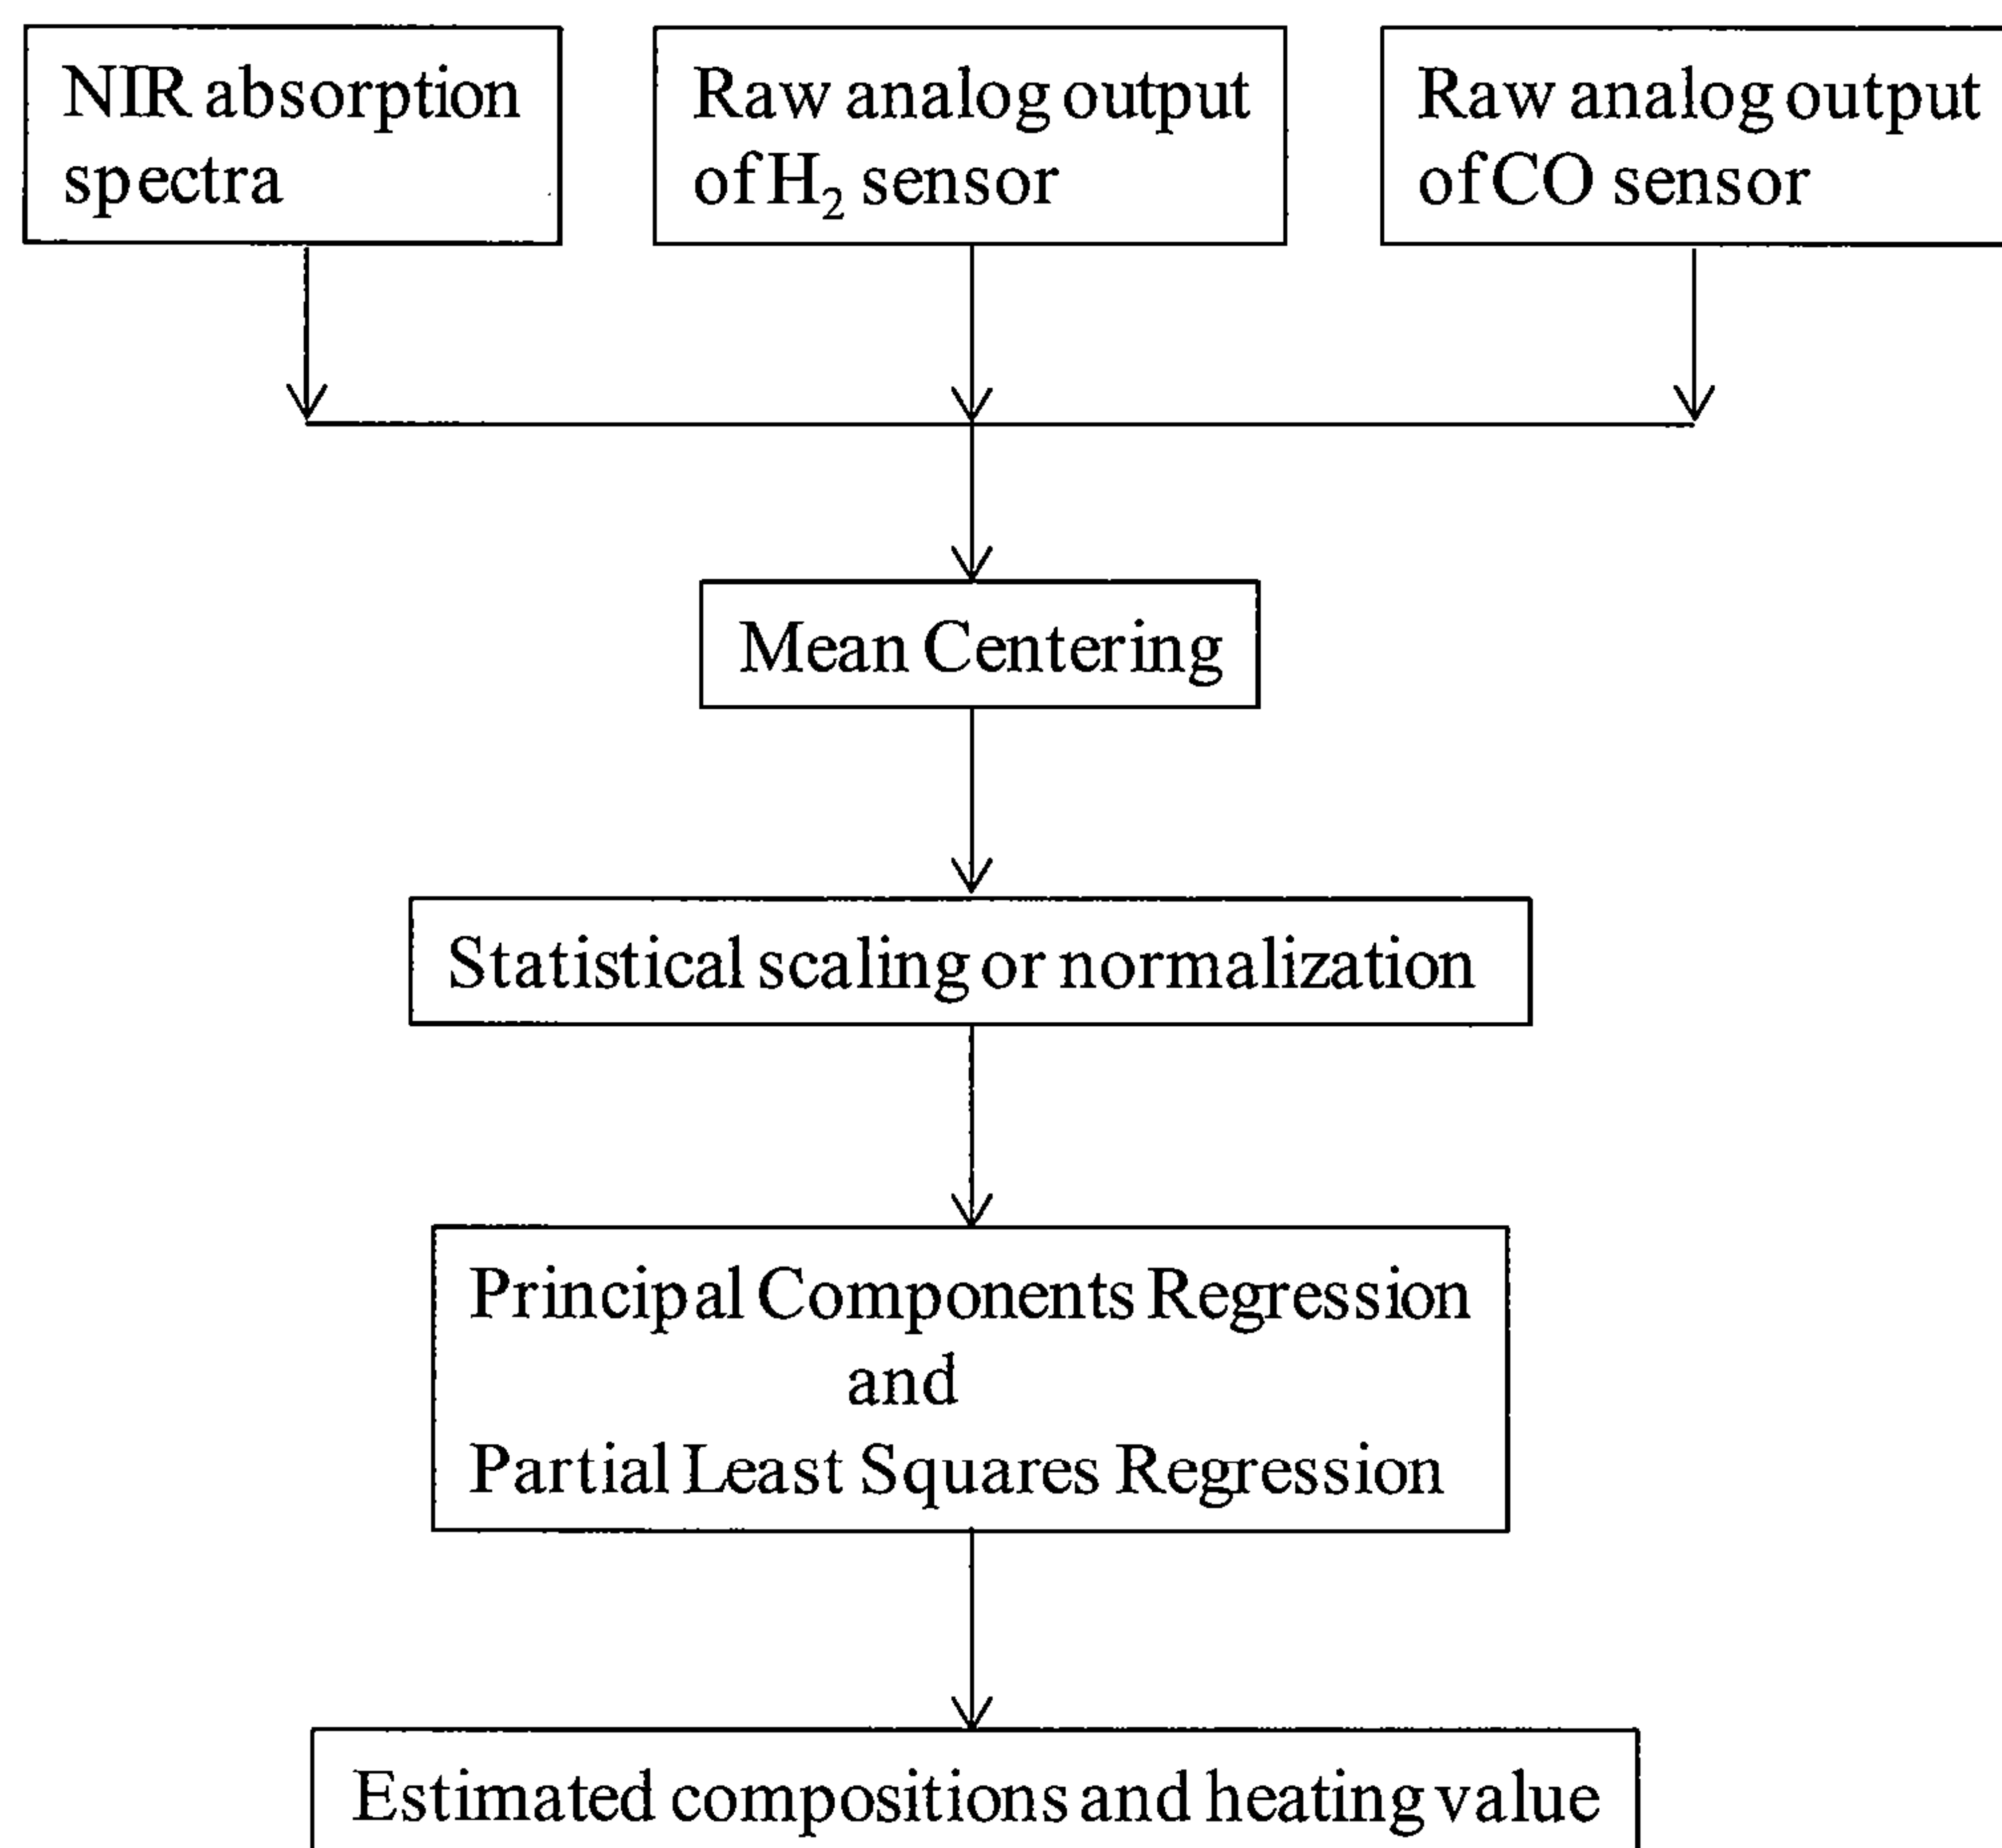 NIR absorption
spectra
Raw analog output
of H₂ sensor
Raw analog output
of CO sensor
Mean Centering
Statistical scaling or normalization
Principal Components Regression
and
Partial Least Squares Regression
Estimated compositions and heating value